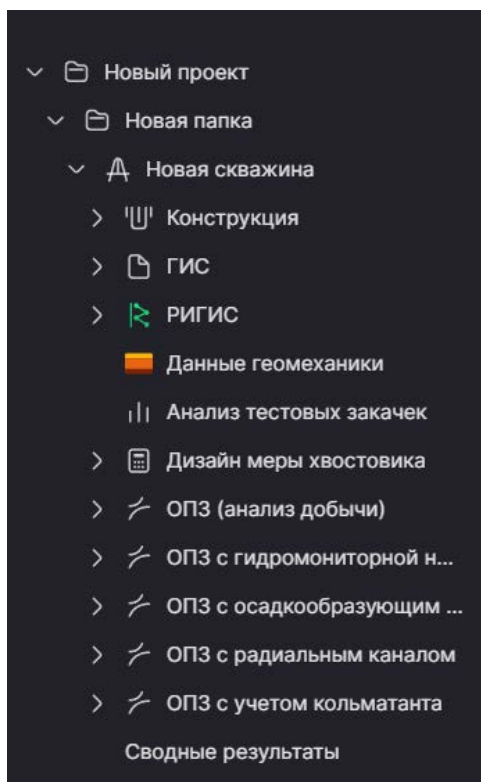 Новый проект
Новая папка
Новая скважина
Конструкция
ГИС
РИГИС
Данные геомеханики
Анализ тестовых закачек
Дизайн меры хвостовика
ОПЗ (анализ добычи)
ОПЗ с гидромониторной н...
ОПЗ с осадкообразующим ...
ОПЗ с радиальным каналом
ОПЗ с учетом кольматанта
Сводные результаты